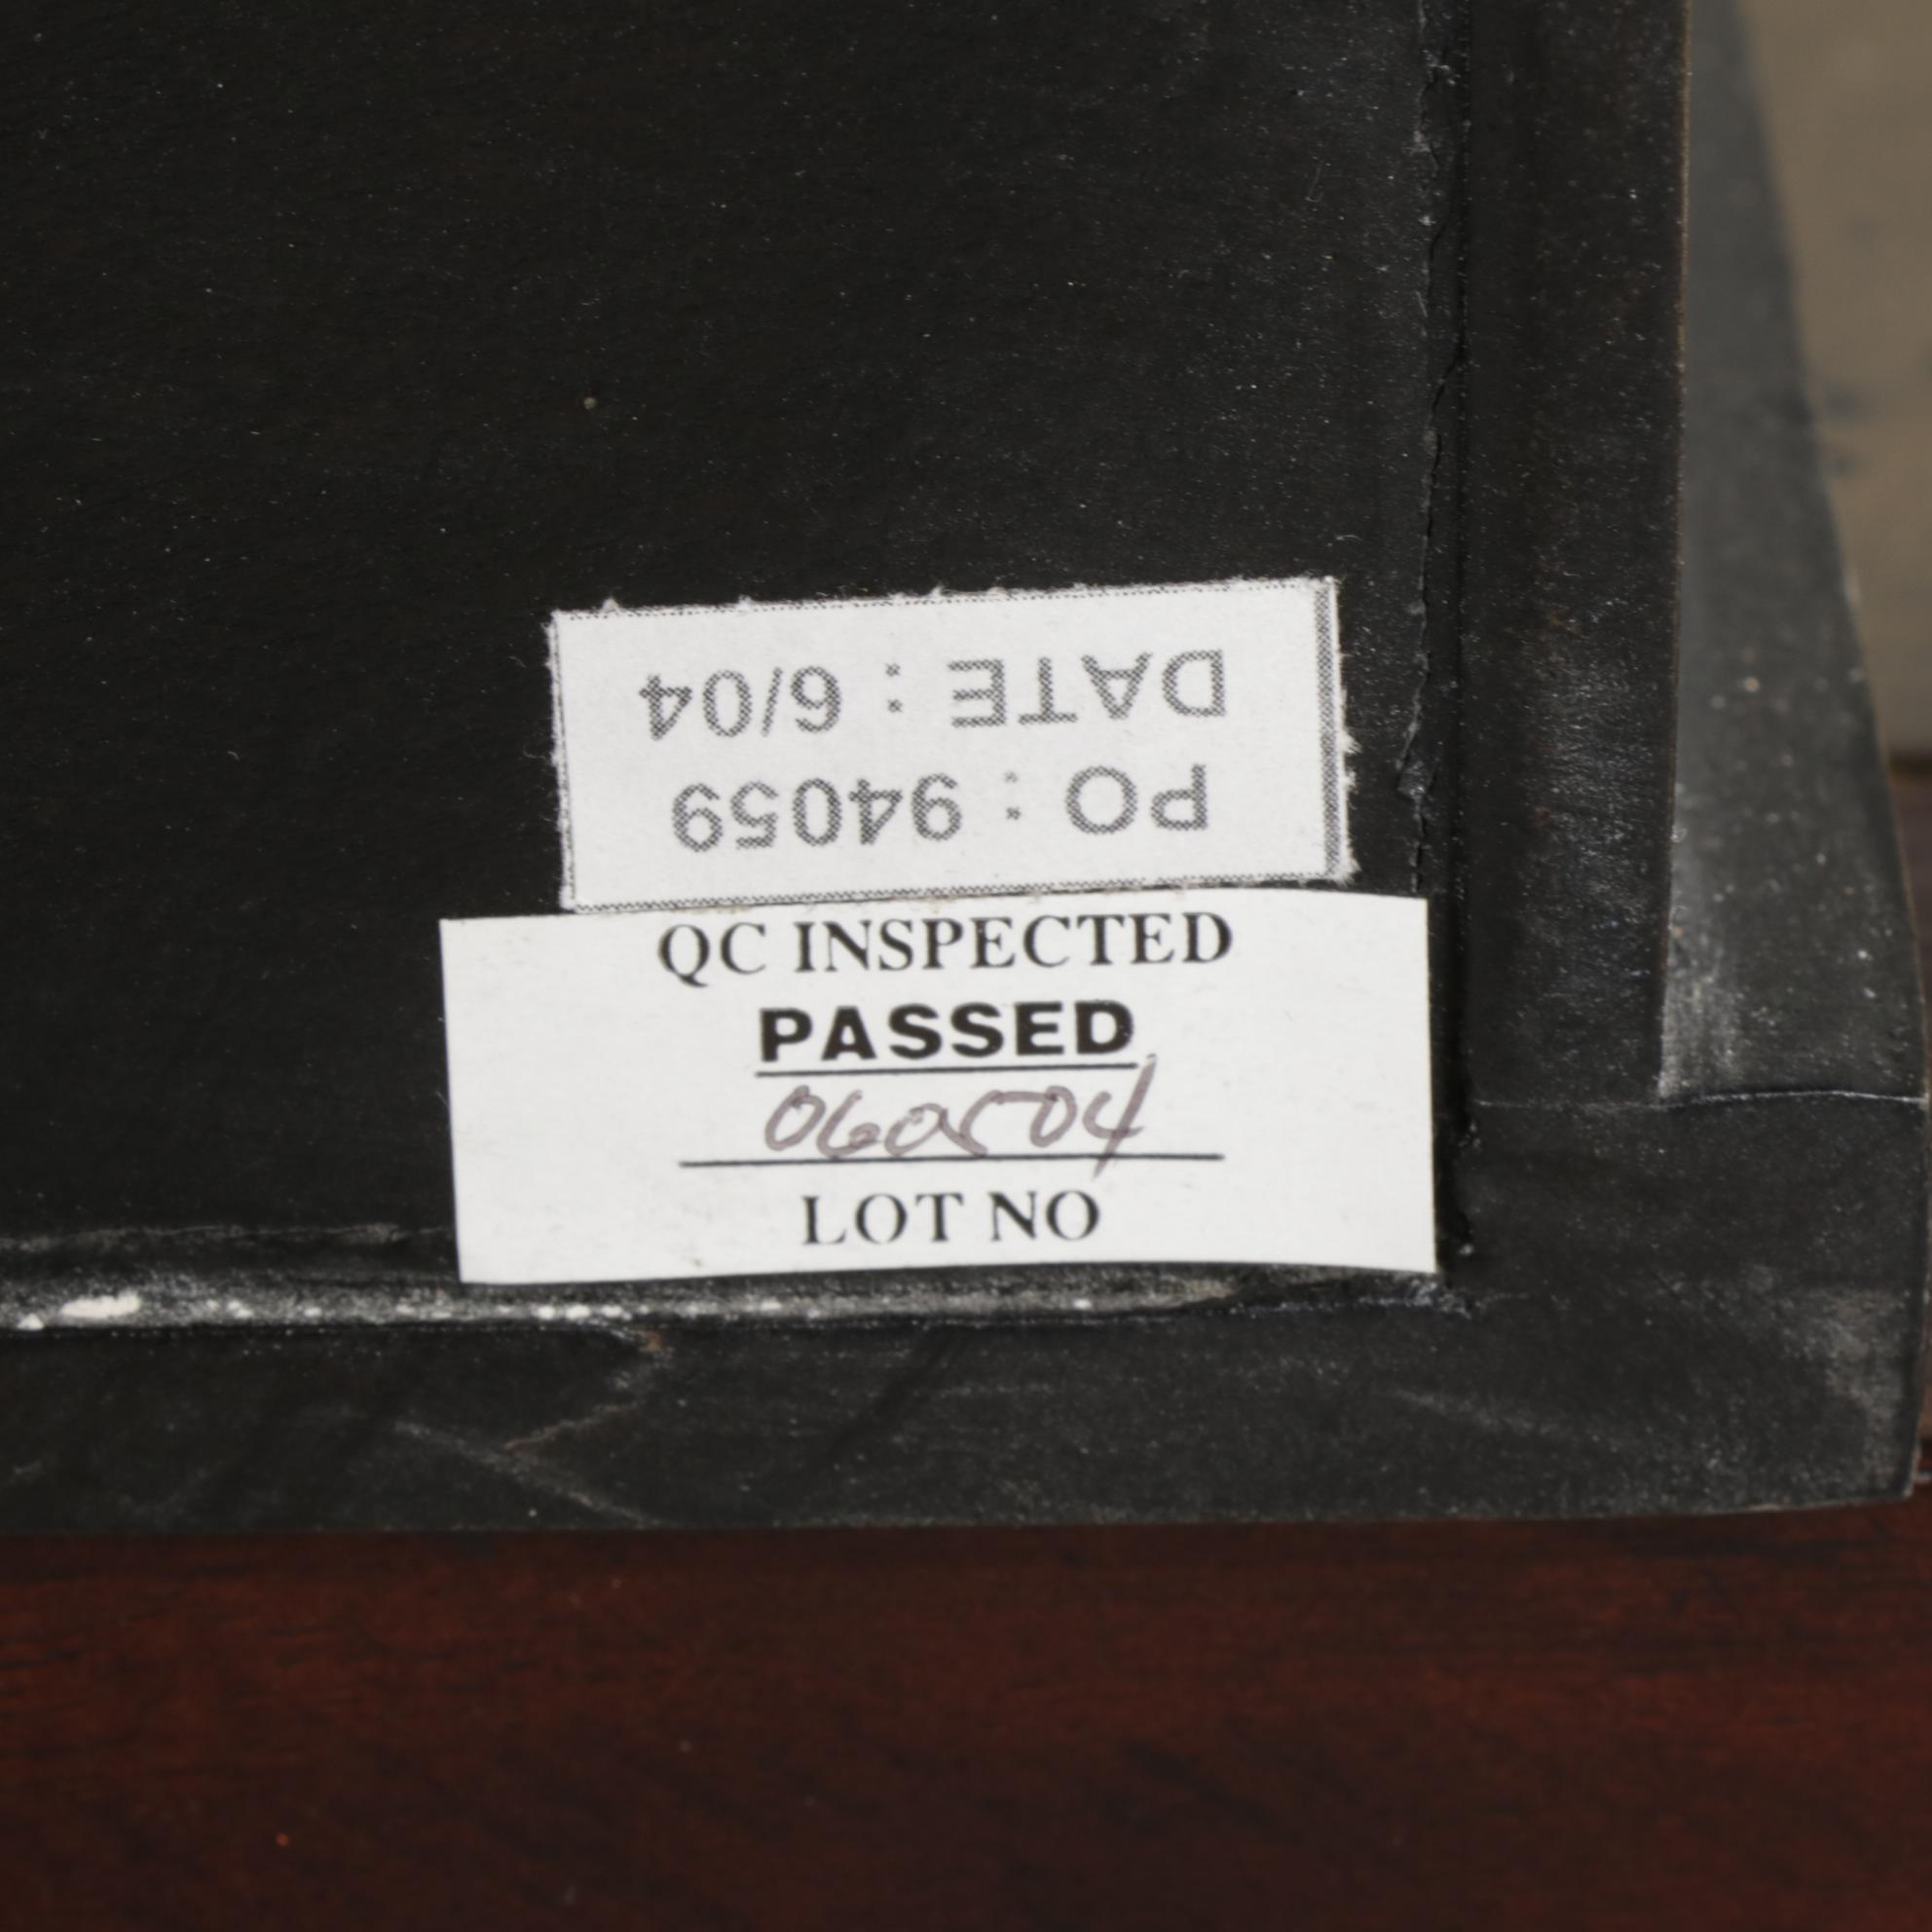 PO : 94059
DATE : 6/04
QC INSPECTED
PASSED
060504
LOT NO